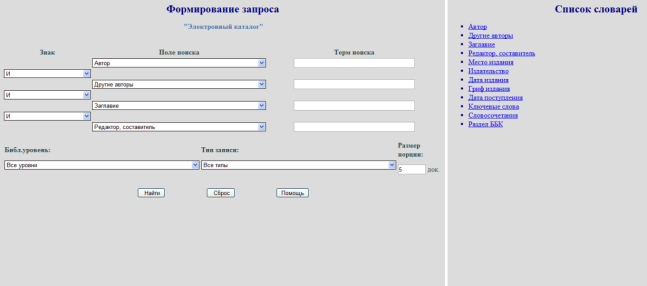 Формирование запроса
"Электронный каталог"
Знак Поле поиска Терм поиска
Автор
И
Другие авторы
И
Заглавие
И
Редактор, составитель
Библ.уровень: Тип записи: Размер порции:
Все уровни Все типы 5 док.
Найти Сброс Помощь
Список словарей
Автор
Другие авторы
Заглавие
Редактор, составитель
Место издания
Издательство
Дата издания
Гриф издания
Дата поступления
Ключевые слова
Словосочетания
Раздел ББК